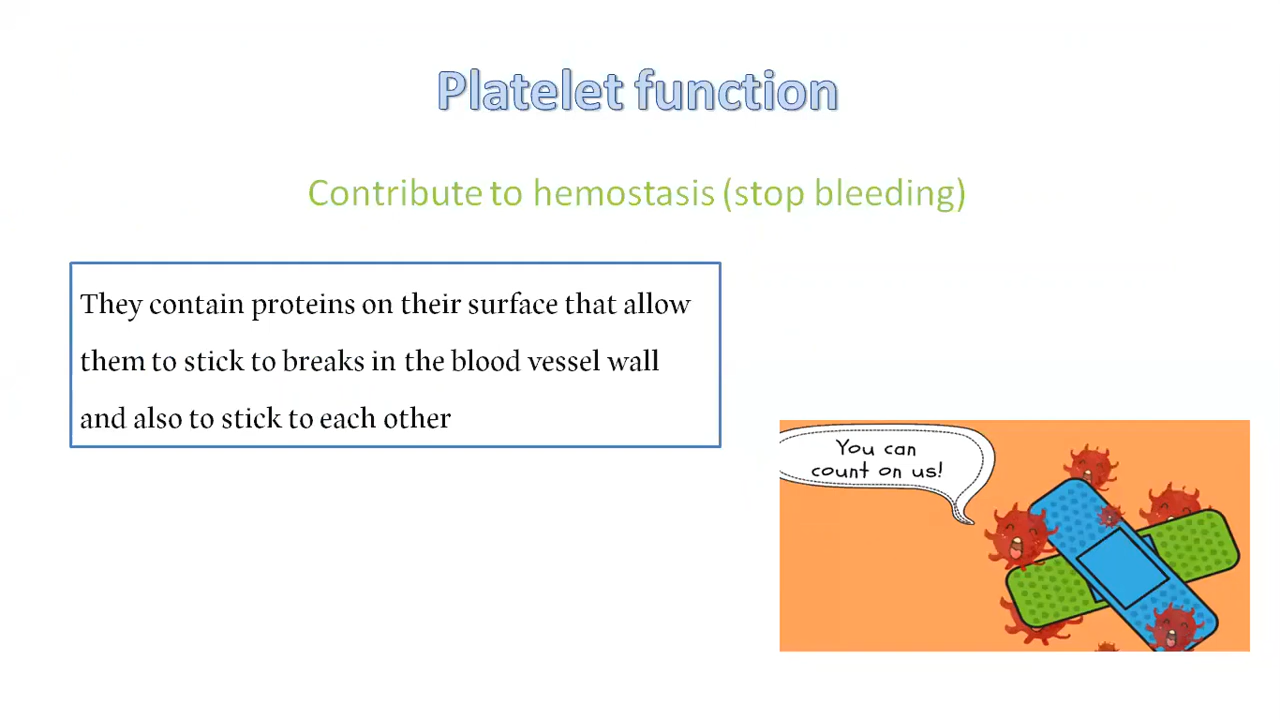 Platelet function
Contribute to hemostasis (stop bleeding)
They contain proteins on their surface that allow
them to stick to breaks in the blood vessel wall
and also to stick to each other
You can
count on us!